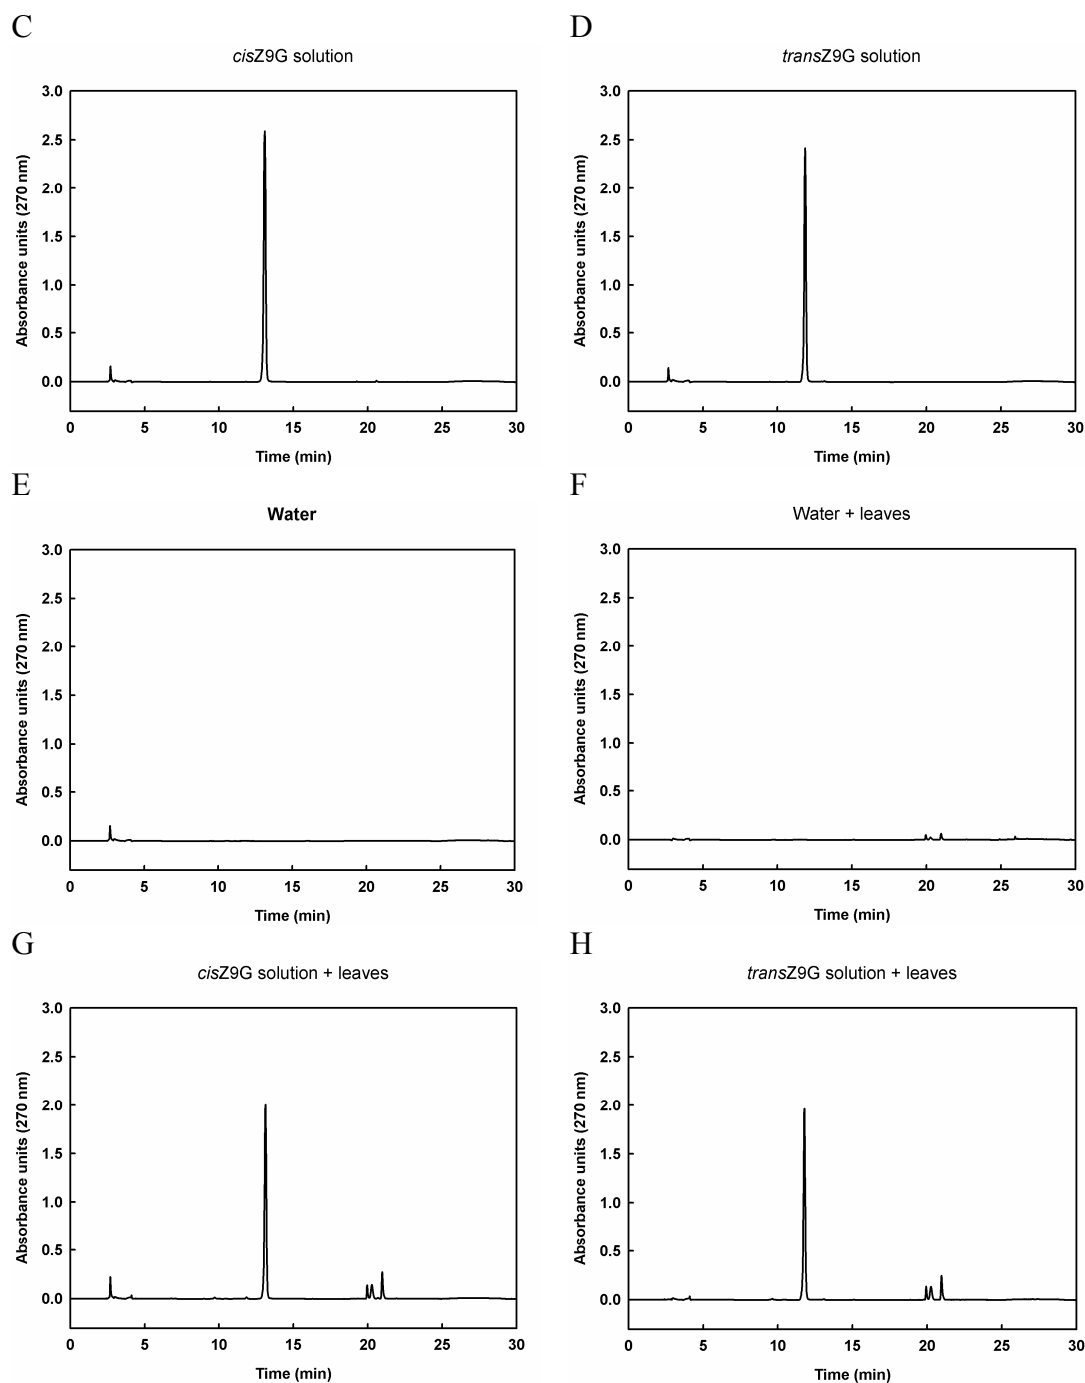 C
cisZ9G solution
Absorbance units (270 nm)
3.0
2.5
2.0
1.5
1.0
0.5
0.0
0 5 10 15 20 25 30
Time (min)
D
transZ9G solution
Absorbance units (270 nm)
3.0
2.5
2.0
1.5
1.0
0.5
0.0
0 5 10 15 20 25 30
Time (min)
E
Water
Absorbance units (270 nm)
3.0
2.5
2.0
1.5
1.0
0.5
0.0
0 5 10 15 20 25 30
Time (min)
F
Water + leaves
Absorbance units (270 nm)
3.0
2.5
2.0
1.5
1.0
0.5
0.0
0 5 10 15 20 25 30
Time (min)
G
cisZ9G solution + leaves
Absorbance units (270 nm)
3.0
2.5
2.0
1.5
1.0
0.5
0.0
0 5 10 15 20 25 30
Time (min)
H
transZ9G solution + leaves
Absorbance units (270 nm)
3.0
2.5
2.0
1.5
1.0
0.5
0.0
0 5 10 15 20 25 30
Time (min)